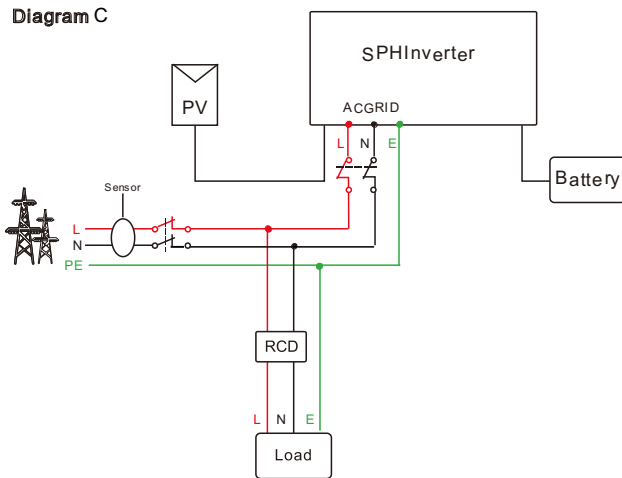 Diagram C
SPHInverter
PV
ACGRID
L N E
Battery
Sensor
L
N
PE
RCD
L N E
Load